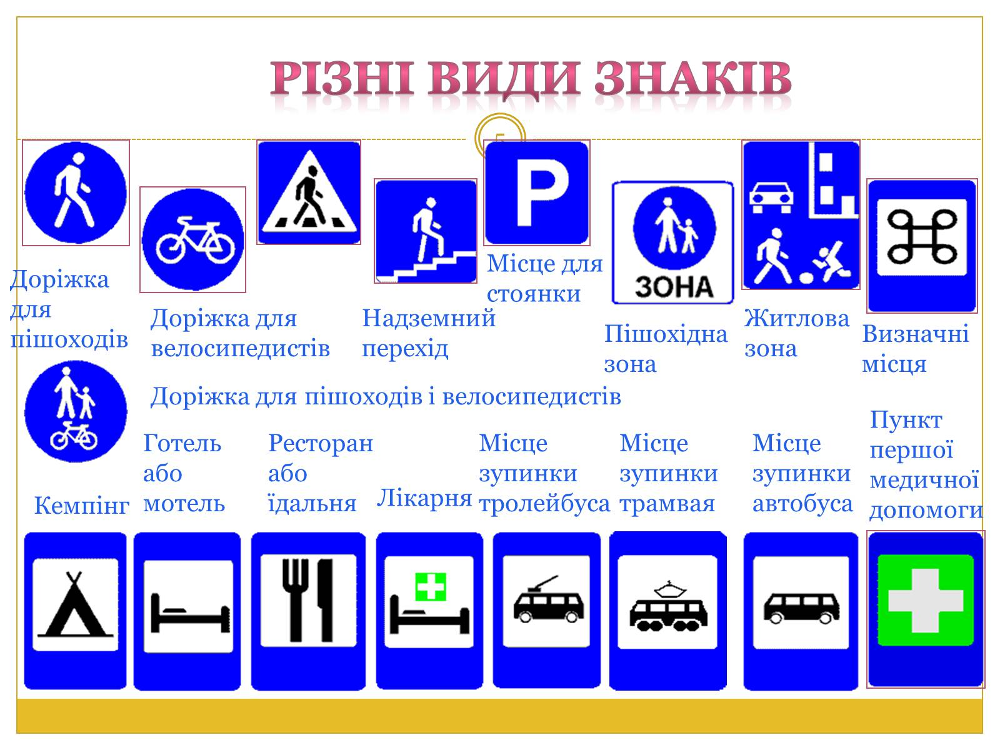 РІЗНІ ВИДИ ЗНАКІВ
P
ЗОНА
Доріжка
для
пішоходів
Доріжка для
велосипедистів
Надземний
перехід
Місце для
стоянки
Пішохідна
зона
Житлова
зона
Визначні
місця
Доріжка для пішоходів і велосипедистів
Кемпінг
Готель
або
мотель
Ресторан
або
їдальня
Лікарня
Місце
зупинки
тролейбуса
Місце
зупинки
трамвая
Місце
зупинки
автобуса
Пункт
першої
медичної
допомоги